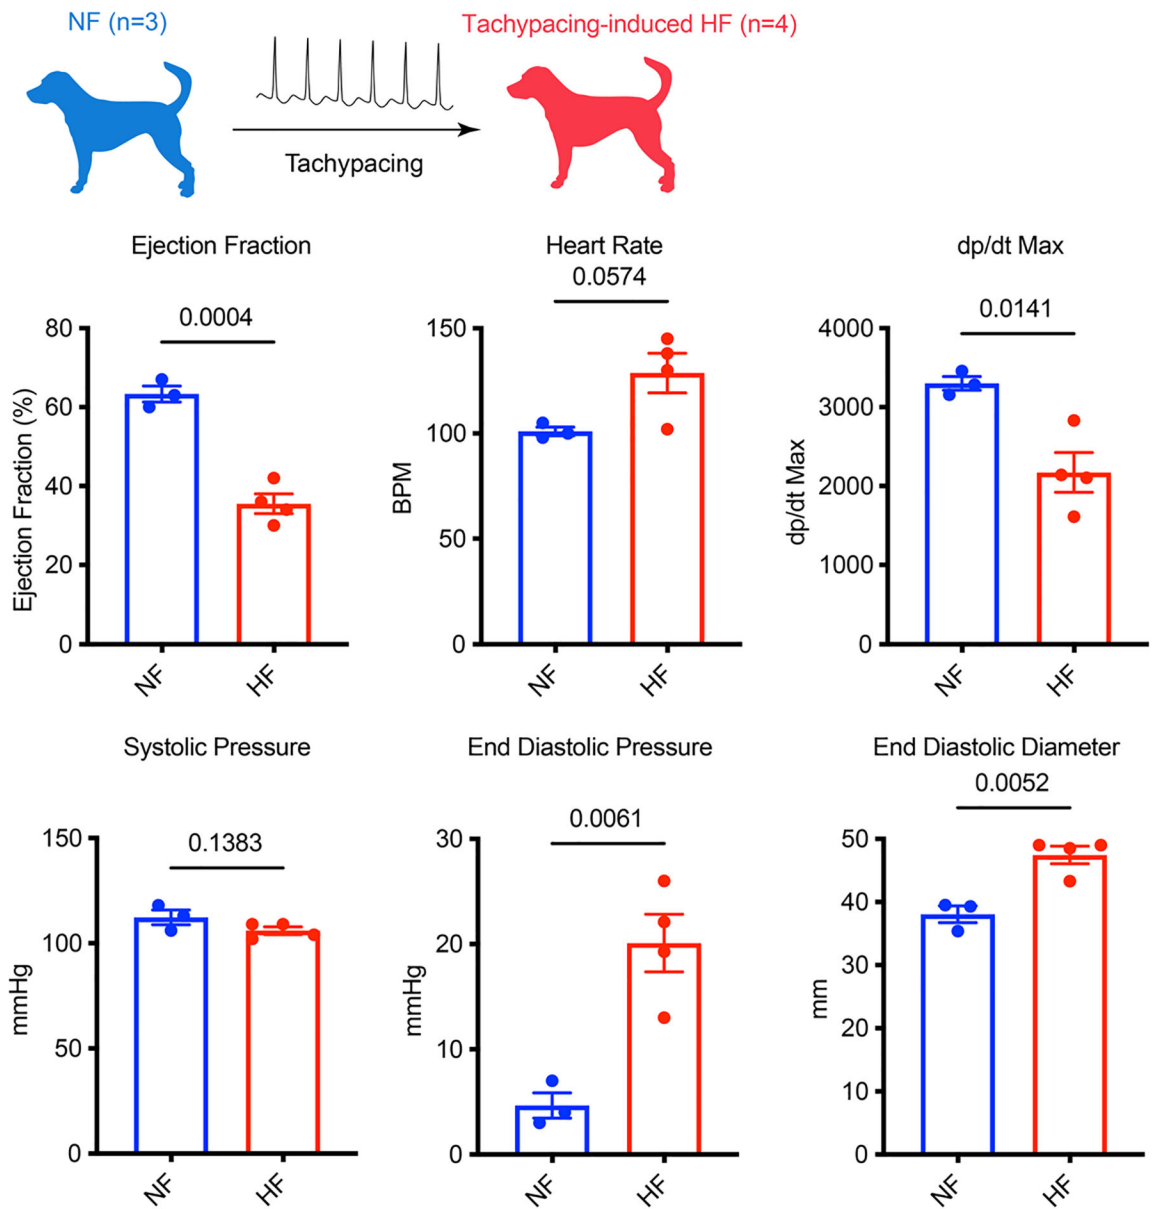 NF (n=3)
Tachypacing-induced HF (n=4)
Tachypacing
Ejection Fraction
Heart Rate
dp/dt Max
0.0004
0.0574
0.0141
Ejection Fraction (%)
80
60
40
20
0
NF
HF
BPM
150
100
50
0
NF
HF
dp/dt Max
4000
3000
2000
1000
0
NF
HF
Systolic Pressure
End Diastolic Pressure
End Diastolic Diameter
0.1383
0.0061
0.0052
mmHg
150
100
50
0
NF
HF
mmHg
30
20
10
0
NF
HF
mm
50
40
30
20
10
0
NF
HF